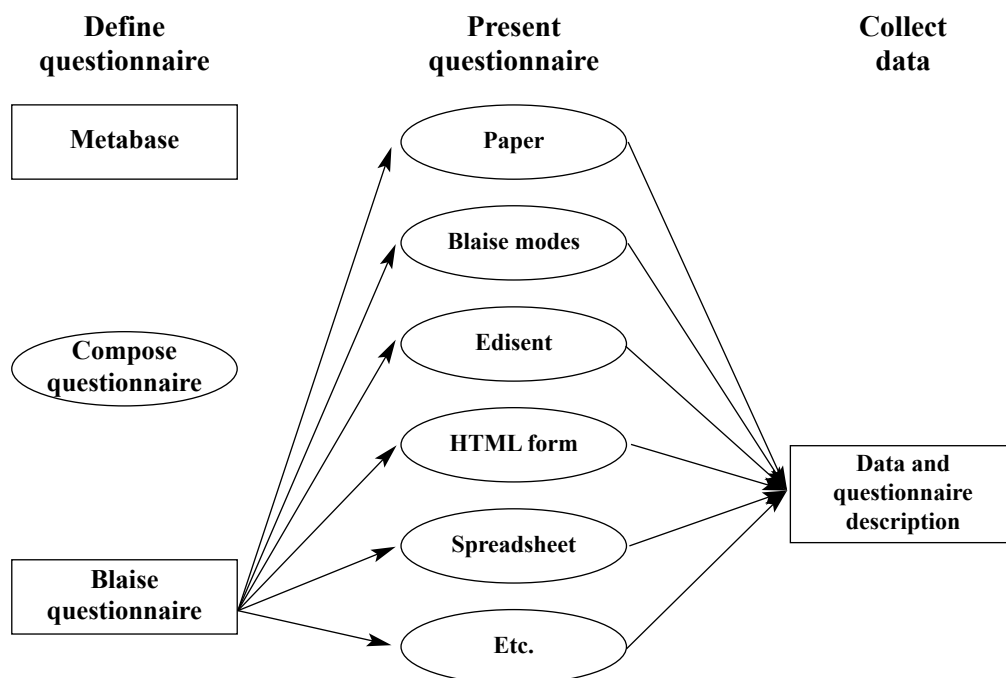 Define
questionnaire
Present
questionnaire
Collect
data
Metabase
Compose
questionnaire
Blaise
questionnaire
Paper
Blaise modes
Edisent
HTML form
Spreadsheet
Etc.
Data and
questionnaire
description